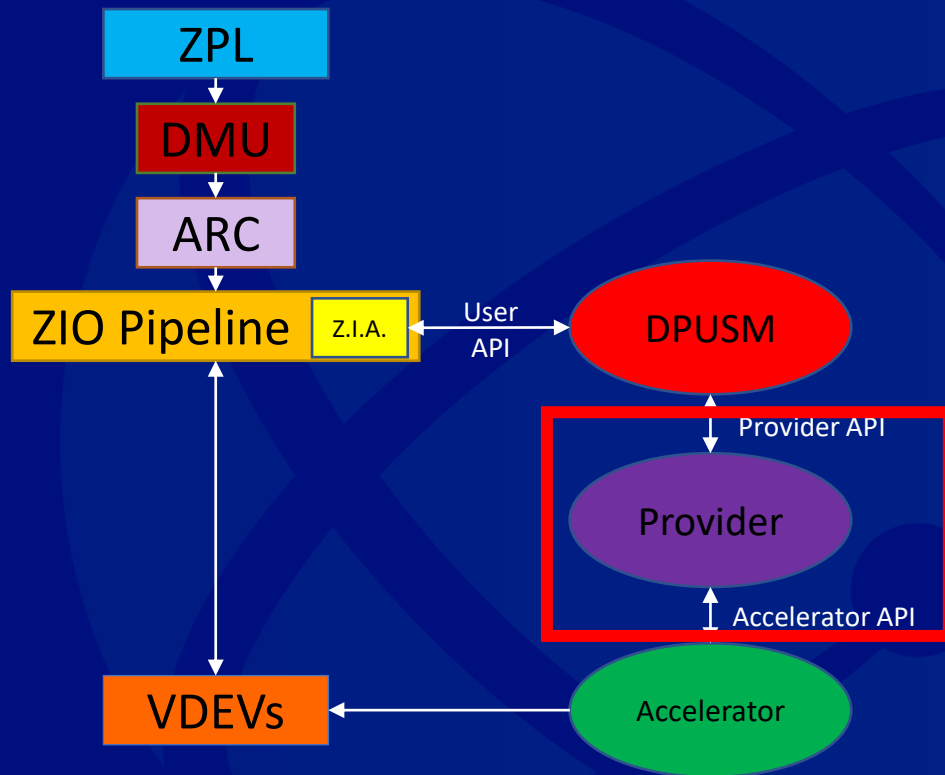 ZPL
DMU
ARC
ZIO Pipeline
Z.I.A.
User
API
DPUSM
Provider API
Provider
Accelerator API
VDEVs
Accelerator